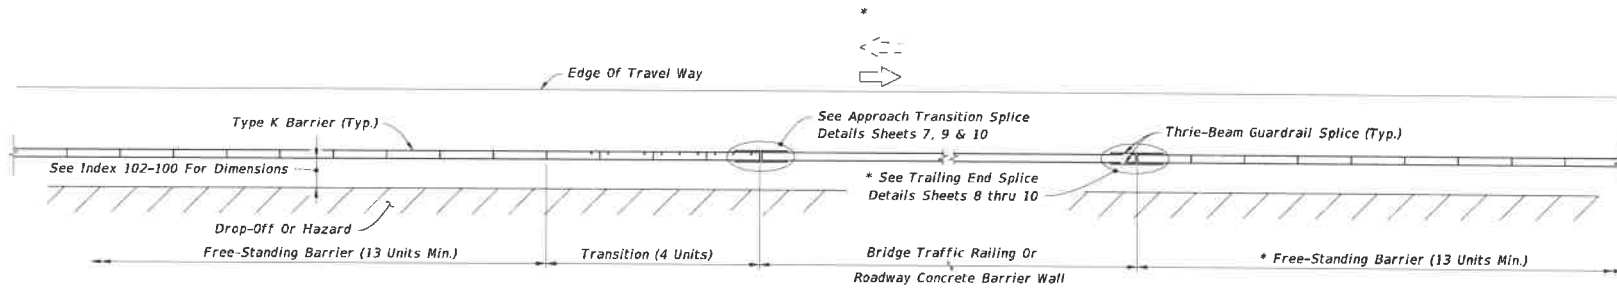 *
Edge Of Travel Way
Type K Barrier (Typ.)
See Approach Transition Splice
Details Sheets 7, 9 & 10
Thrie-Beam Guardrail Splice (Typ.)
See Index 102-100 For Dimensions
* See Trailing End Splice
Details Sheets 8 thru 10
Drop-Off Or Hazard
Free-Standing Barrier (13 Units Min.)
Transition (4 Units)
Bridge Traffic Railing Or
Roadway Concrete Barrier Wall
* Free-Standing Barrier (13 Units Min.)